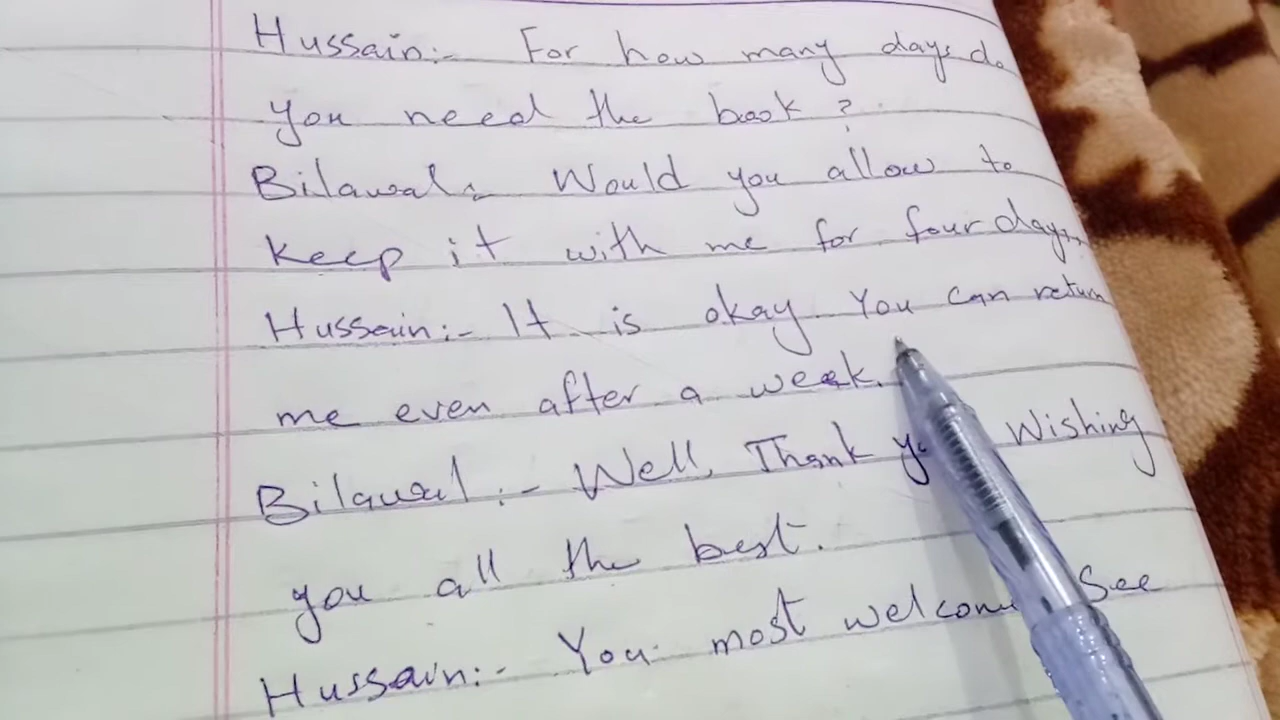 Hussain:- For how many days do
you need the book ?
Bilawal:- Would you allow to
keep it with me for four days.
Hussain:- It is okay. You can return
me even after a week.
Bilawal :- Well, Thank you Wishing
you all the best.
Hussain:- You most welcome See